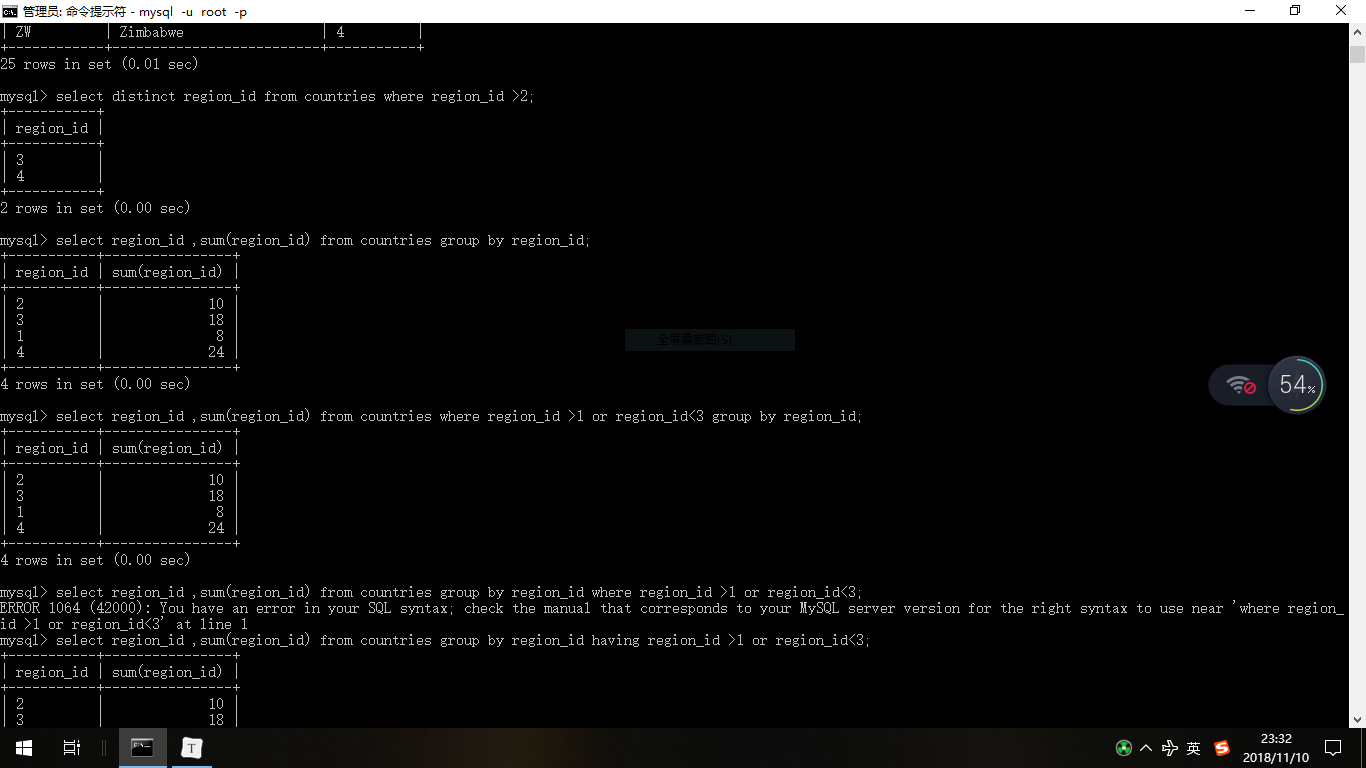 管理员: 命令提示符 - mysql -u root -p
| ZW | Zimbabwe | 4 |
+------------+---------------------------+-----------+
25 rows in set (0.01 sec)
mysql> select distinct region_id from countries where region_id >2;
+-----------+
| region_id |
+-----------+
| 3 |
| 4 |
+-----------+
2 rows in set (0.00 sec)
mysql> select region_id ,sum(region_id) from countries group by region_id;
+-----------+----------------+
| region_id | sum(region_id) |
+-----------+----------------+
| 2 | 10 |
| 3 | 18 |
| 1 | 8 |
| 4 | 24 |
+-----------+----------------+
4 rows in set (0.00 sec)
全屏幕截图(S)
54%
mysql> select region_id ,sum(region_id) from countries where region_id >1 or region_id<3 group by region_id;
+-----------+----------------+
| region_id | sum(region_id) |
+-----------+----------------+
| 2 | 10 |
| 3 | 18 |
| 1 | 8 |
| 4 | 24 |
+-----------+----------------+
4 rows in set (0.00 sec)
mysql> select region_id ,sum(region_id) from countries group by region_id where region_id >1 or region_id<3;
ERROR 1064 (42000): You have an error in your SQL syntax; check the manual that corresponds to your MySQL server version for the right syntax to use near 'where region_
id >1 or region_id<3' at line 1
mysql> select region_id ,sum(region_id) from countries group by region_id having region_id >1 or region_id<3;
+-----------+----------------+
| region_id | sum(region_id) |
+-----------+----------------+
| 2 | 10 |
| 3 | 18 |
T
英
S
23:32
2018/11/10